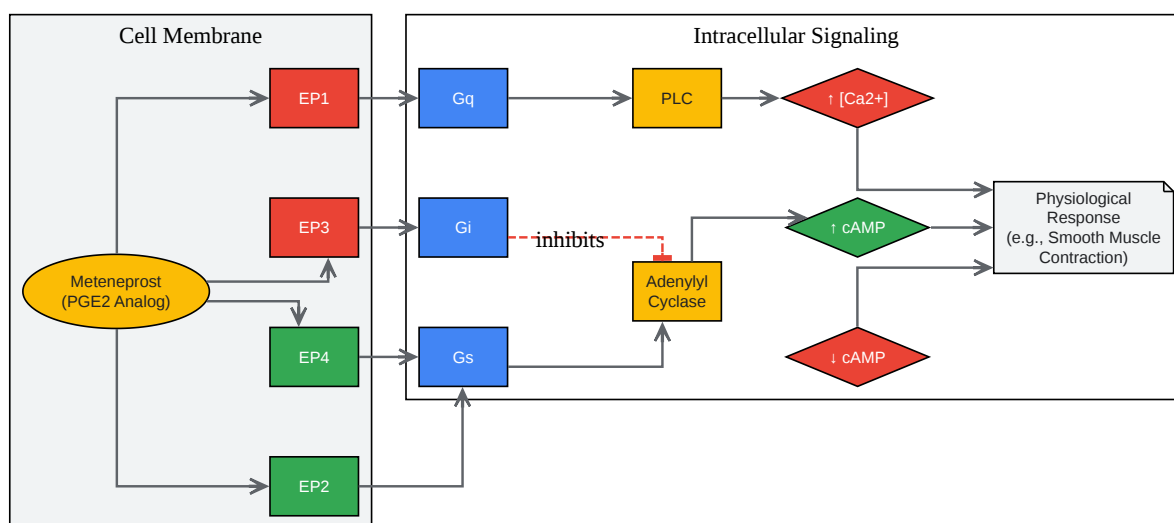 Cell Membrane
Intracellular Signaling
EP1
Gq
PLC
↑ [Ca2+]
EP3
Gi
inhibits
↑ cAMP
Physiological
Response
(e.g., Smooth Muscle
Contraction)
Meteneprost
(PGE2 Analog)
Adenylyl
Cyclase
EP4
Gs
↓ cAMP
EP2